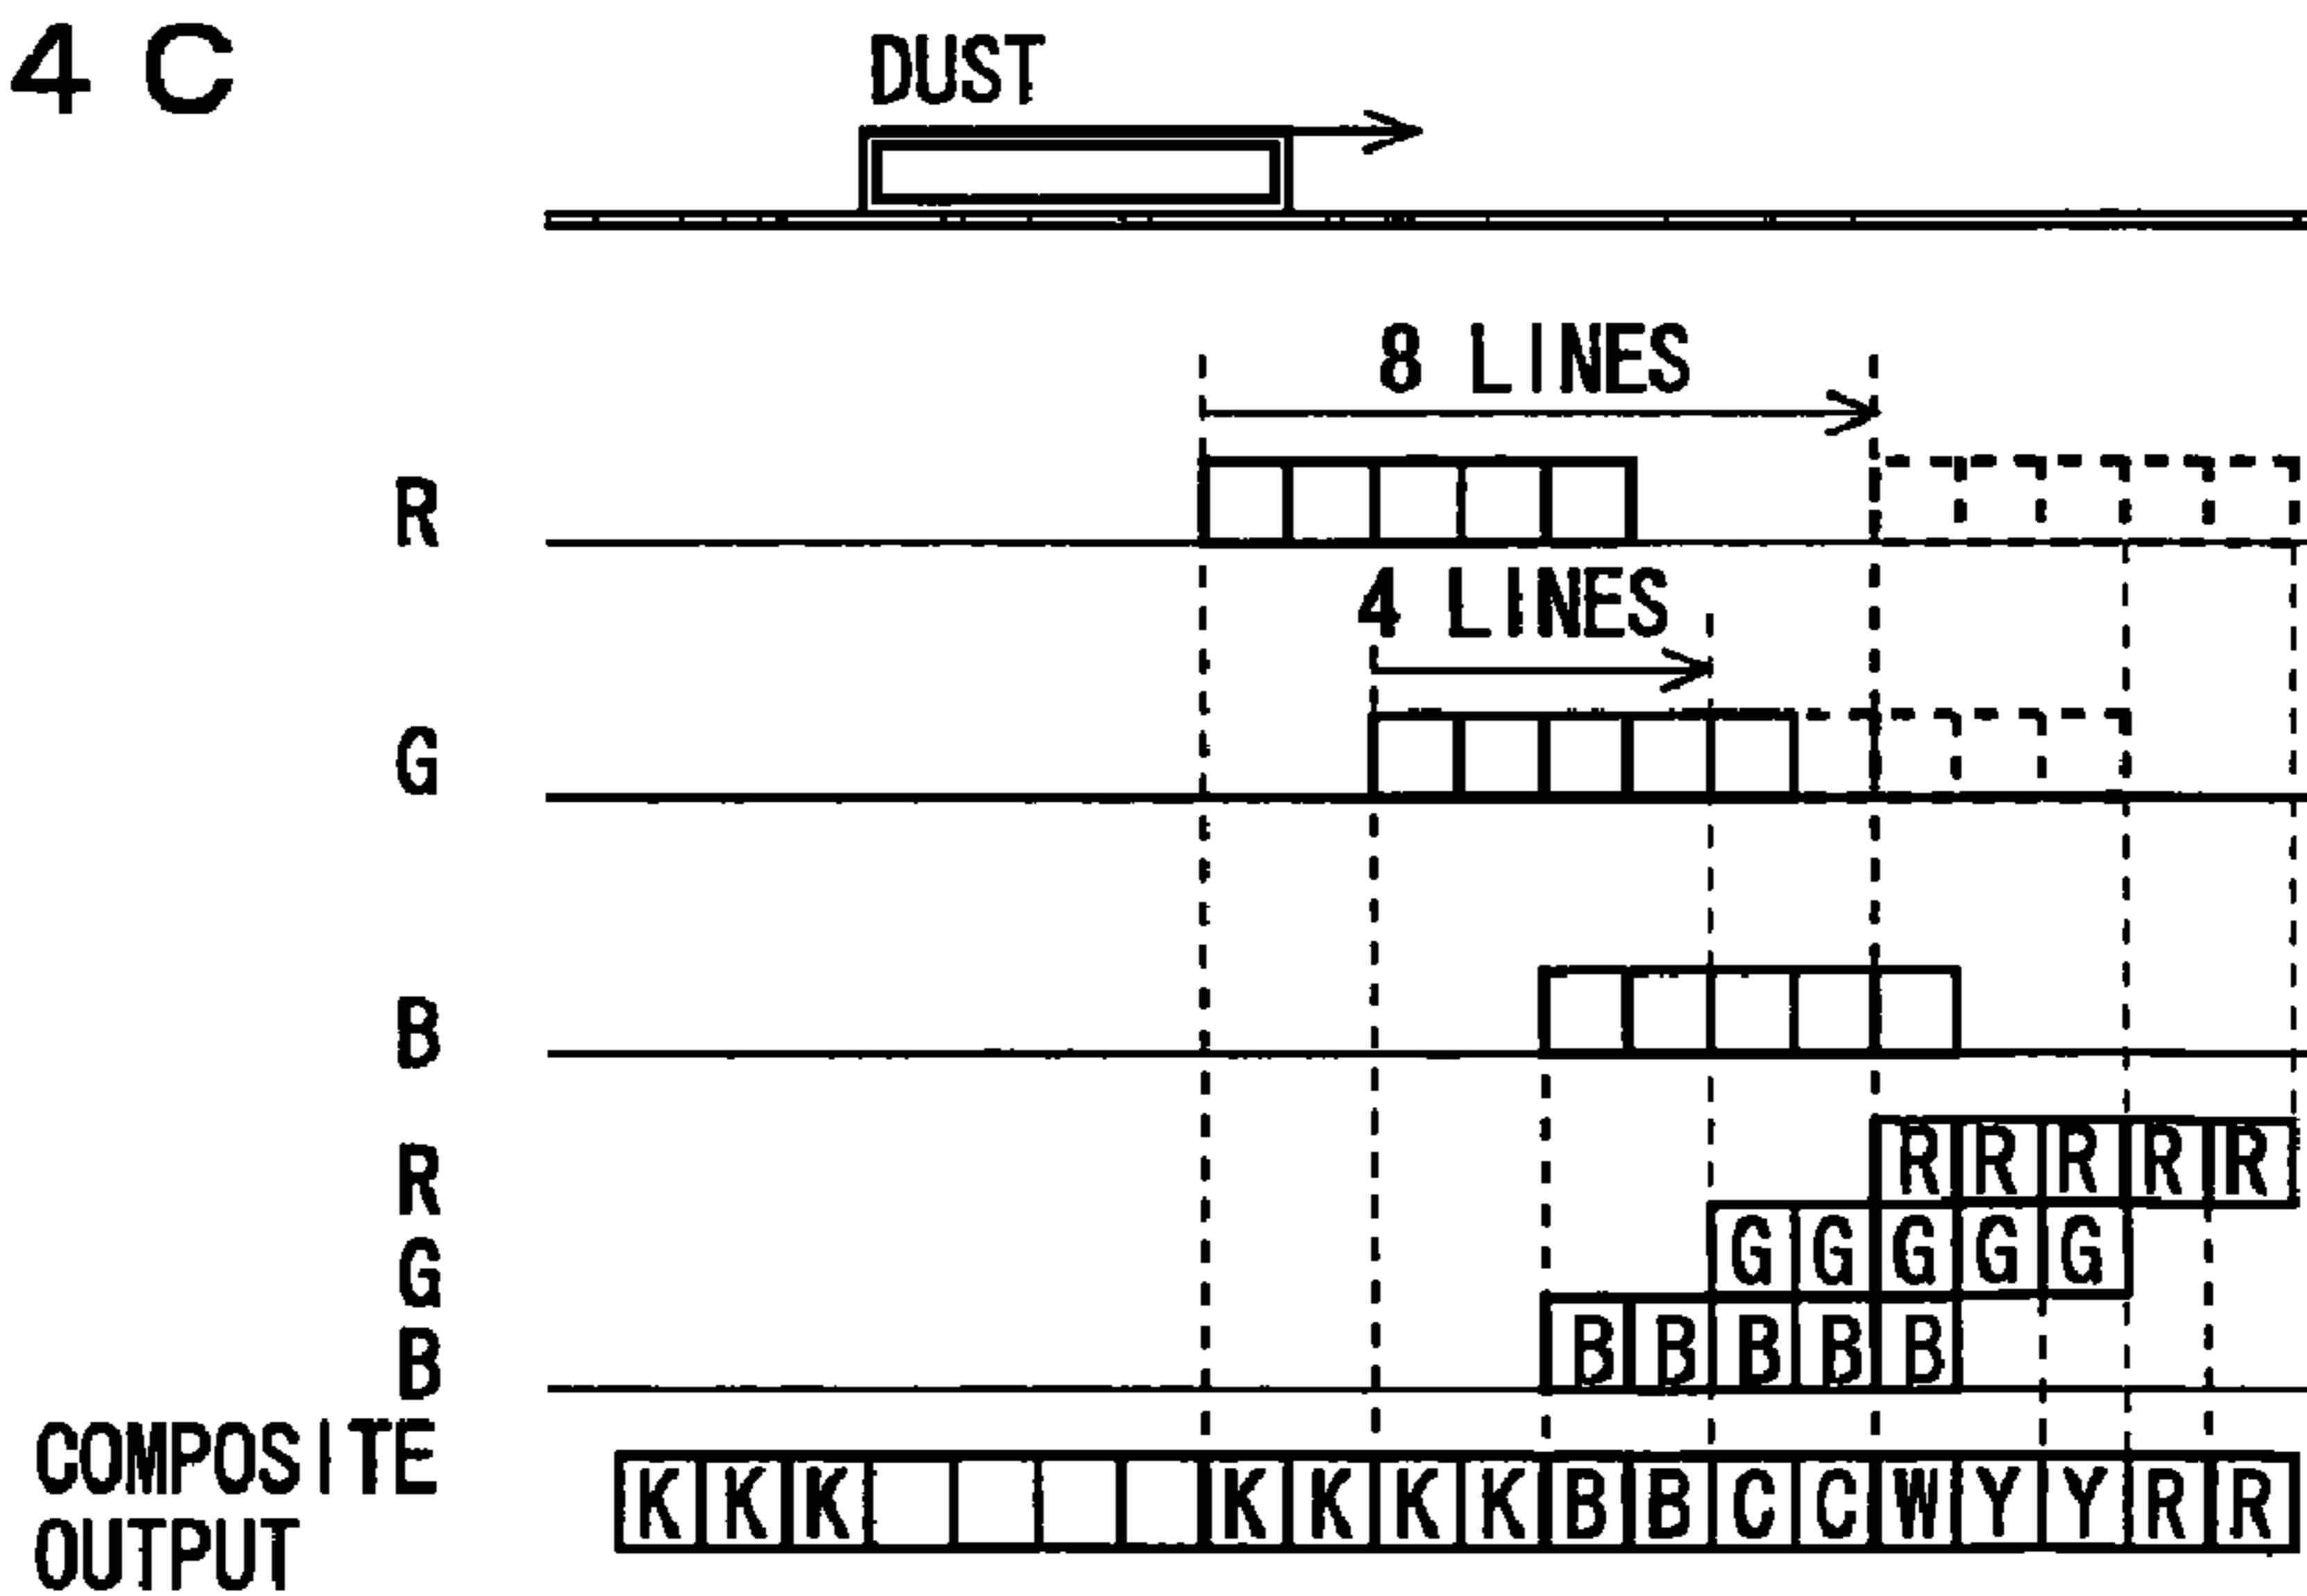 4 C
DUST
8 LINES
R
4 LINES
G
B
R R R R R R
G G G G G G
B B B B B B
COMPOSITE
OUTPUT
K K K K K K K B B C C W Y Y R R